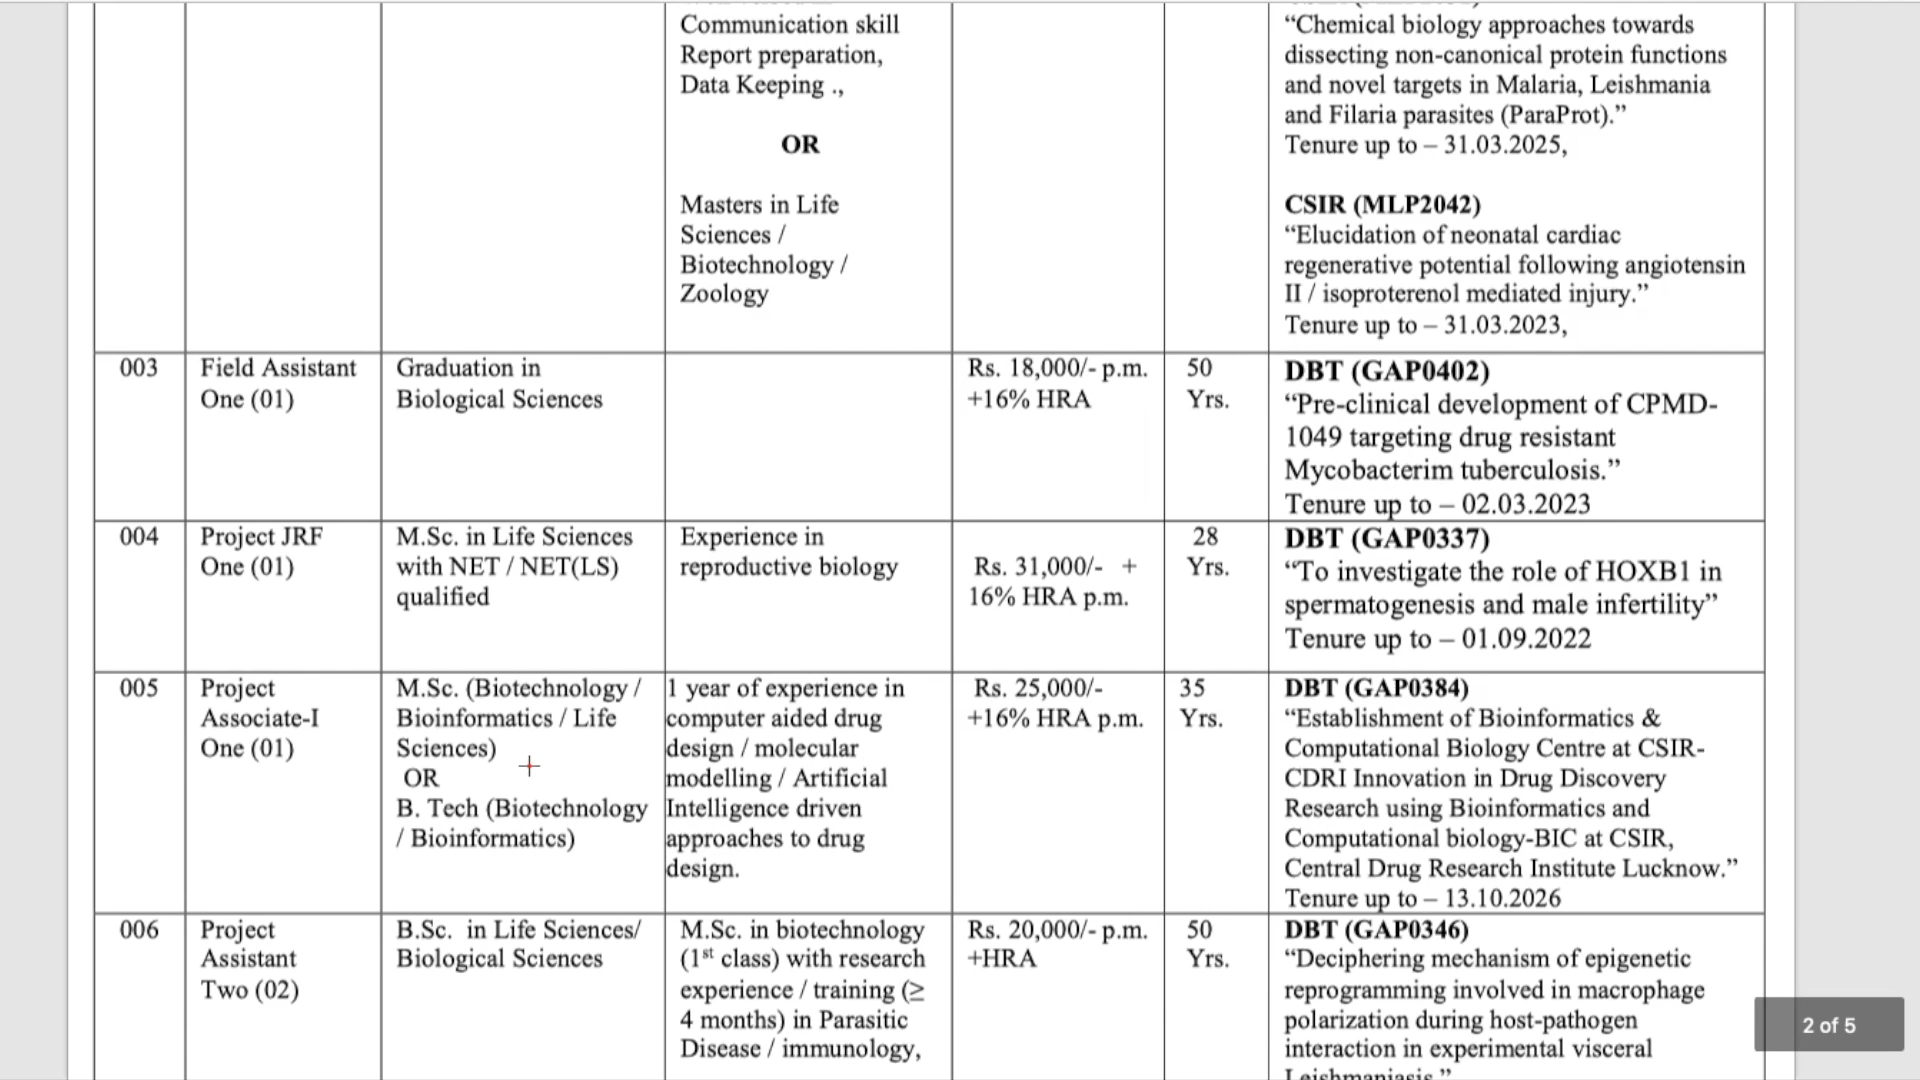 Communication skill
Report preparation,
Data Keeping .,
OR
Masters in Life
Sciences /
Biotechnology /
Zoology
“Chemical biology approaches towards
dissecting non-canonical protein functions
and novel targets in Malaria, Leishmania
and Filaria parasites (ParaProt).”
Tenure up to – 31.03.2025,
CSIR (MLP2042)
“Elucidation of neonatal cardiac
regenerative potential following angiotensin
II / isoproterenol mediated injury.”
Tenure up to – 31.03.2023,
003
Field Assistant
One (01)
Graduation in
Biological Sciences
Rs. 18,000/- p.m.
+16% HRA
50
Yrs.
DBT (GAP0402)
“Pre-clinical development of CPMD-
1049 targeting drug resistant
Mycobacterim tuberculosis.”
Tenure up to – 02.03.2023
004
Project JRF
One (01)
M.Sc. in Life Sciences
with NET / NET(LS)
qualified
Experience in
reproductive biology
Rs. 31,000/- +
16% HRA p.m.
28
Yrs.
DBT (GAP0337)
“To investigate the role of HOXB1 in
spermatogenesis and male infertility”
Tenure up to – 01.09.2022
005
Project
Associate-I
One (01)
M.Sc. (Biotechnology /
Bioinformatics / Life
Sciences)
OR
B. Tech (Biotechnology
/ Bioinformatics)
1 year of experience in
computer aided drug
design / molecular
modelling / Artificial
Intelligence driven
approaches to drug
design.
Rs. 25,000/-
+16% HRA p.m.
35
Yrs.
DBT (GAP0384)
“Establishment of Bioinformatics &
Computational Biology Centre at CSIR-
CDRI Innovation in Drug Discovery
Research using Bioinformatics and
Computational biology-BIC at CSIR,
Central Drug Research Institute Lucknow.”
Tenure up to – 13.10.2026
006
Project
Assistant
Two (02)
B.Sc. in Life Sciences/
Biological Sciences
M.Sc. in biotechnology
(1st class) with research
experience / training (≥
4 months) in Parasitic
Disease / immunology,
Rs. 20,000/- p.m.
+HRA
50
Yrs.
DBT (GAP0346)
“Deciphering mechanism of epigenetic
reprogramming involved in macrophage
polarization during host-pathogen
interaction in experimental visceral
Leishmaniasis.”
2 of 5